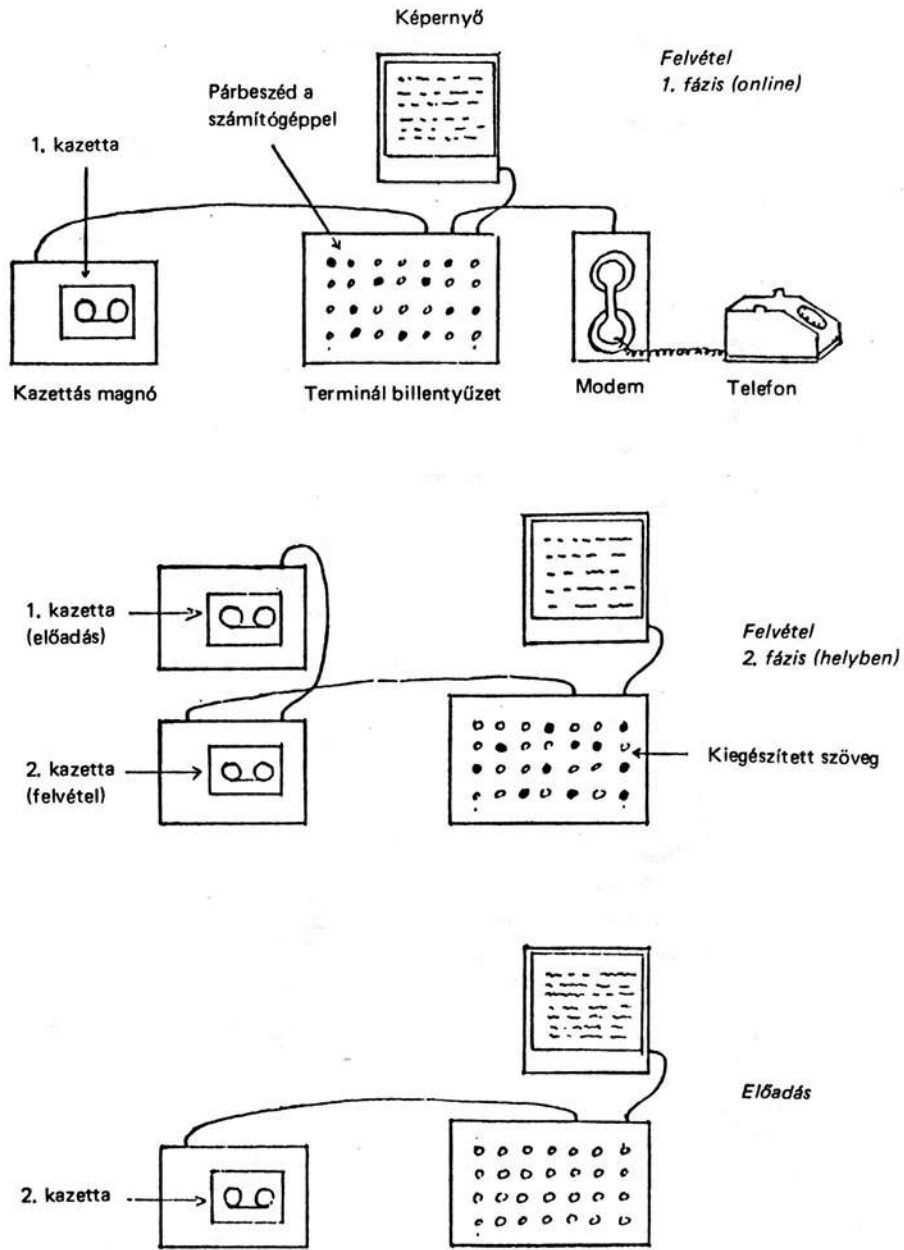 Képernyő
Felvétel
1. fázis (online)
Párbeszéd a
számítógéppel
1. kazetta
Kazettás magnó
Terminál billentyűzet
Modem
Telefon
1. kazetta
(előadás)
Felvétel
2. fázis (helyben)
2. kazetta
(felvétel)
Kiegészített szöveg
Előadás
2. kazetta